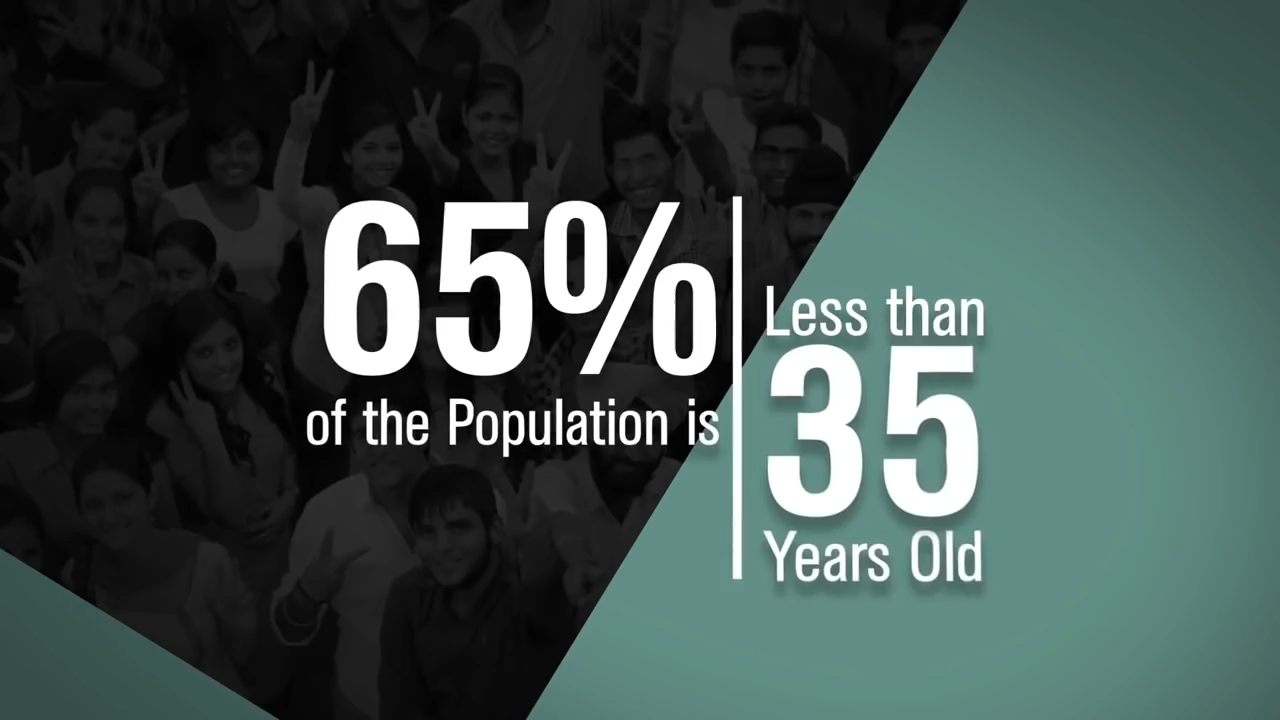 65%
of the Population is
Less than
35
Years Old